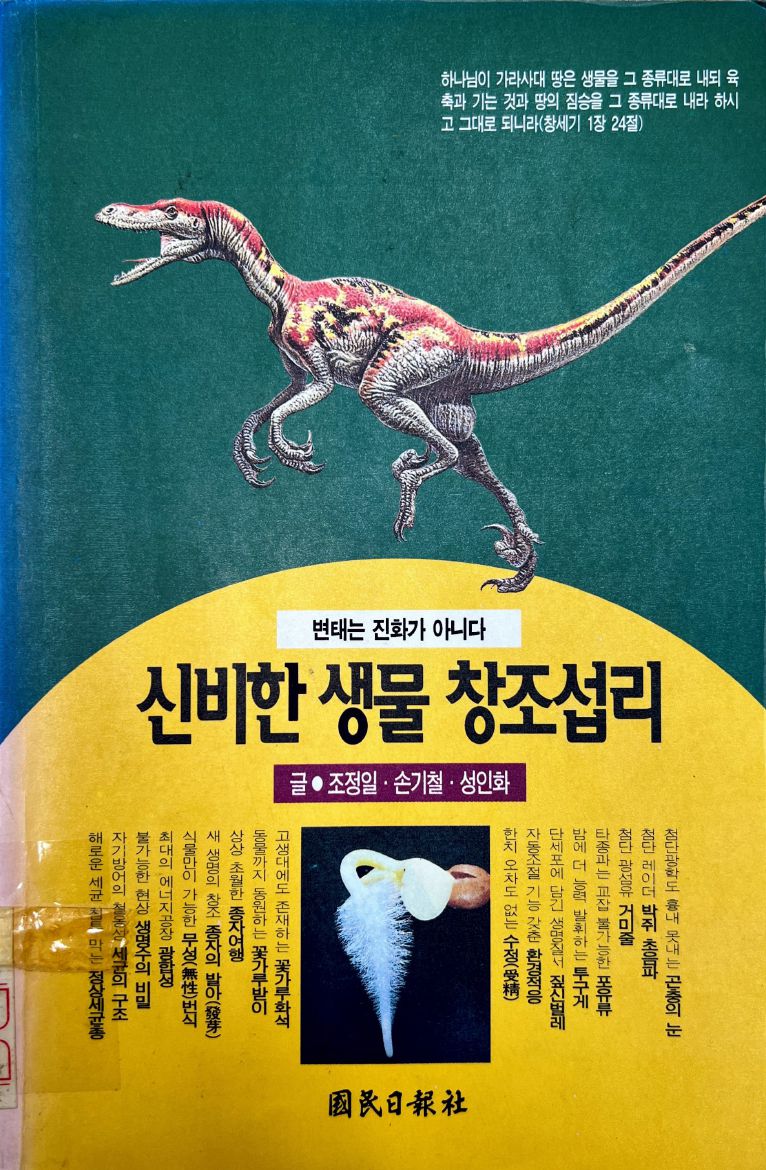 하나님이 가라사대 땅은 생물을 그 종류대로 내되 육
축과 기는 것과 땅의 짐승을 그 종류대로 내라 하시
고 그대로 되니라(창세기 1장 24절)
변태는 진화가 아니다
신비한 생물 창조섭리
글●조정일·손기철·성인화
첨단광학도 흉내 못내는 곤충의 눈
첨단 레이더 박쥐 초음파
첨단 광섬유 거미줄
타종과는 교잡 불가능한 포유류
밤에 더 능력 발휘하는 투구게
단세포에 담긴 생명질서 짚신벌레
자동조절 기능 갖춘 환경적응
한치 오차도 없는 수정(受精)
고생대에도 존재하는 꽃가루화석
동물까지 동원하는 꽃가루받이
상상 초월한 종자여행
새 생명의 창조 종자의 발아(發芽)
식물만이 가능한 무성(無性)번식
최대의 에너지공장 광합성
불가능한 현상 생명수의 비밀
자기방어의 철옹성 세균의 구조
해로운 세균 침 막는 정상세균총
國民日報社